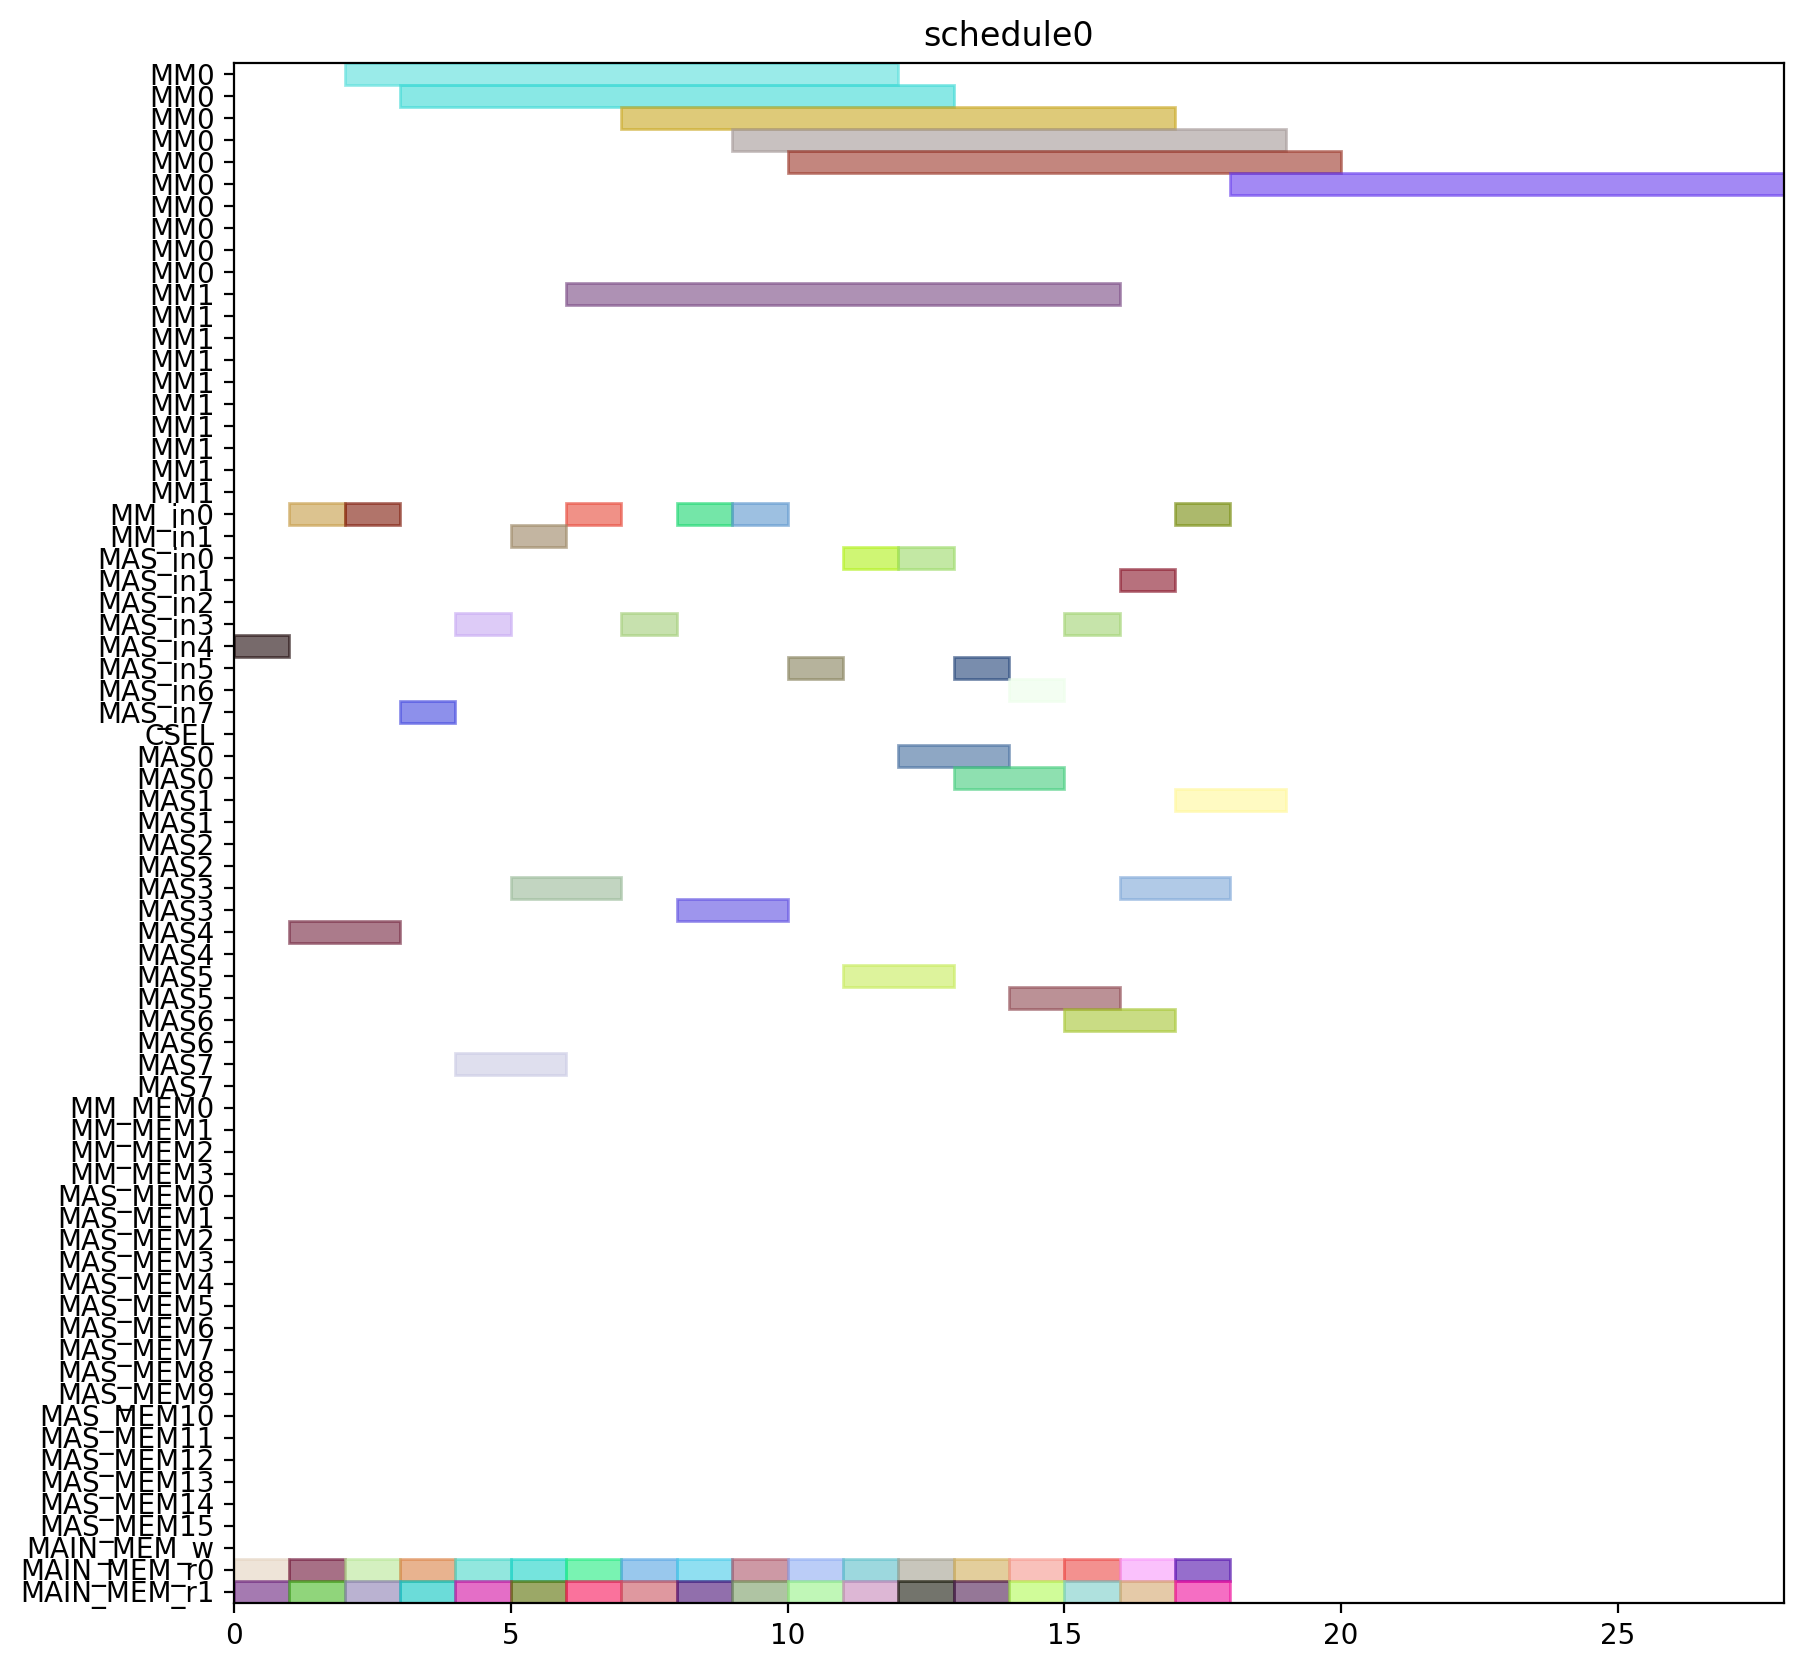 schedule0
MM0
MM0
MM0
MM0
MM0
MM0
MM0
MM0
MM0
MM0
MM1
MM1
MM1
MM1
MM1
MM1
MM1
MM1
MM1
MM1
MM_in0
MM_in1
MAS_in0
MAS_in1
MAS_in2
MAS_in3
MAS_in4
MAS_in5
MAS_in6
MAS_in7
CSEL
MAS0
MAS0
MAS1
MAS1
MAS2
MAS2
MAS3
MAS3
MAS4
MAS4
MAS5
MAS5
MAS6
MAS6
MAS7
MAS7
MM_MEM0
MM_MEM1
MM_MEM2
MM_MEM3
MAS_MEM0
MAS_MEM1
MAS_MEM2
MAS_MEM3
MAS_MEM4
MAS_MEM5
MAS_MEM6
MAS_MEM7
MAS_MEM8
MAS_MEM9
MAS_MEM10
MAS_MEM11
MAS_MEM12
MAS_MEM13
MAS_MEM14
MAS_MEM15
MAIN_MEM_w
MAIN_MEM_r0
MAIN_MEM_r1
0 5 10 15 20 25